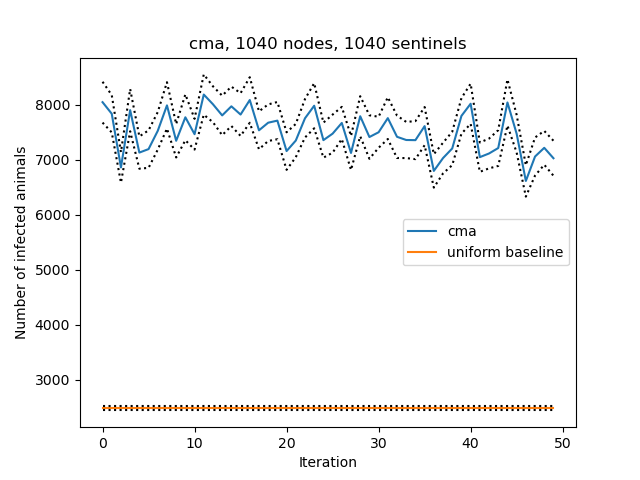 cma, 1040 nodes, 1040 sentinels
Number of infected animals
8000
7000
6000
5000
4000
3000
cma
uniform baseline
0
10
20
30
40
50
Iteration